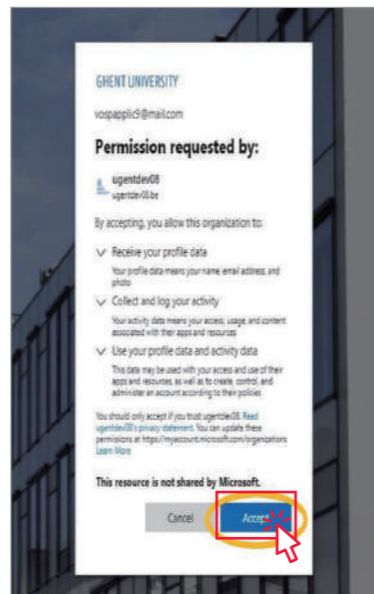 GHENT UNIVERSITY
vospapplic9@mail.com
Permission requested by:
ugentdev08
ugentdev08.be
By accepting, you allow this organization to:
Receive your profile data
Your profile data means your name, email address, and
photo
Collect and log your activity
Your activity data means your access, usage, and content
associated with their apps and resources
Use your profile data and activity data
This data may be used with your access and use of their
apps and resources, as well as to create, control, and
administer an account according to their policies
You should only accept if you trust ugentdev08. Read
ugentdev08's privacy statement. You can update these
permissions at https://myaccount.microsoft.com/organizations
Learn More
This resource is not shared by Microsoft.
Cancel
Accept